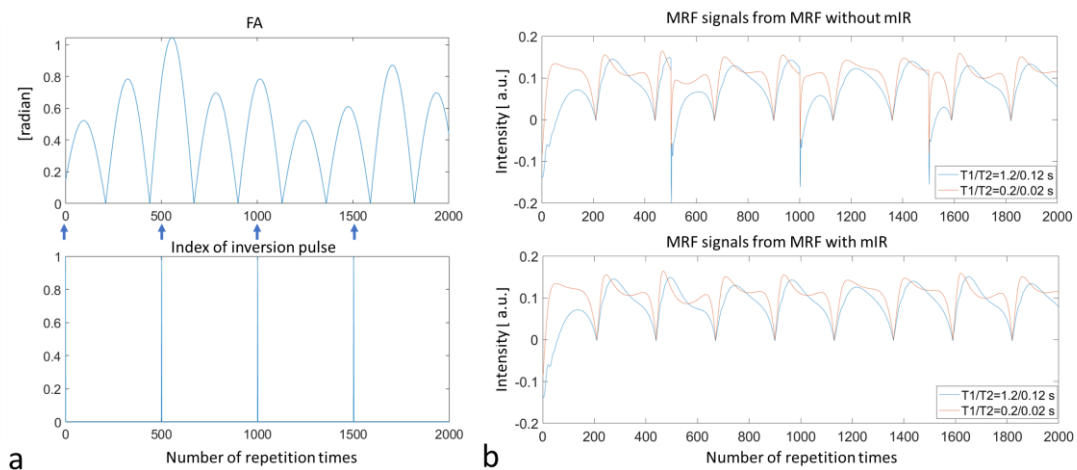 FA
[radian]
1
0.8
0.6
0.4
0.2
0
0 500 1000 1500 2000
Index of inversion pulse
1
0.8
0.6
0.4
0.2
0
0 500 1000 1500 2000
Number of repetition times
a
MRF signals from MRF without mIR
Intensity[ a.u.]
0.2
0.1
0
-0.1
-0.2
0 200 400 600 800 1000 1200 1400 1600 1800 2000
T1/T2=1.2/0.12 s
T1/T2=0.2/0.02 s
MRF signals from MRF with mIR
Intensity[ a.u.]
0.2
0.1
0
-0.1
-0.2
0 200 400 600 800 1000 1200 1400 1600 1800 2000
T1/T2=1.2/0.12 s
T1/T2=0.2/0.02 s
Number of repetition times
b